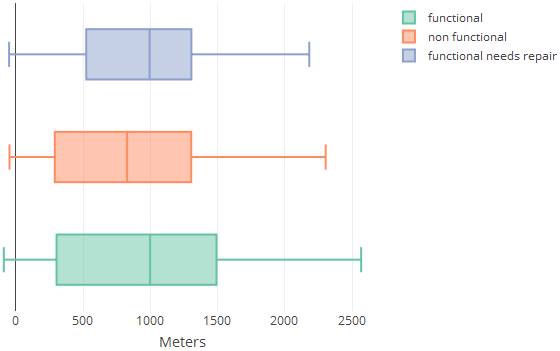 functional
non functional
functional needs repair
0 500 1000 1500 2000 2500
Meters